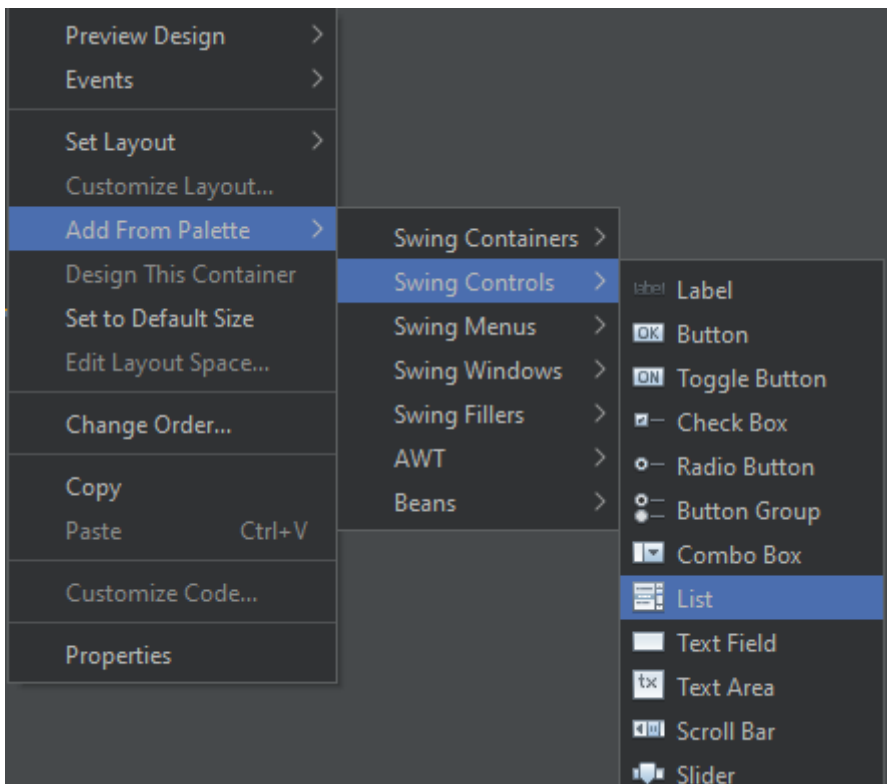 Preview Design
Events
Set Layout
Customize Layout...
Add From Palette
Design This Container
Set to Default Size
Edit Layout Space...
Change Order...
Copy
Paste Ctrl+V
Customize Code...
Properties
Swing Containers
Swing Controls
Swing Menus
Swing Windows
Swing Fillers
AWT
Beans
label Label
OK Button
ON Toggle Button
Check Box
Radio Button
Button Group
Combo Box
List
Text Field
tx Text Area
Scroll Bar
Slider